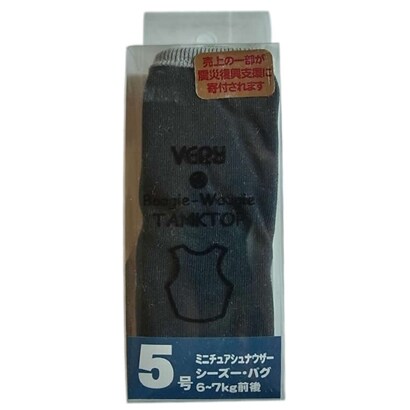 売上の一部が
震災復興支援に
寄付されます
VERY
Boogie-Woogie
TANKTOP
5号
ミニチュアシュナウザー
シーズー・パグ
6~7kg前後